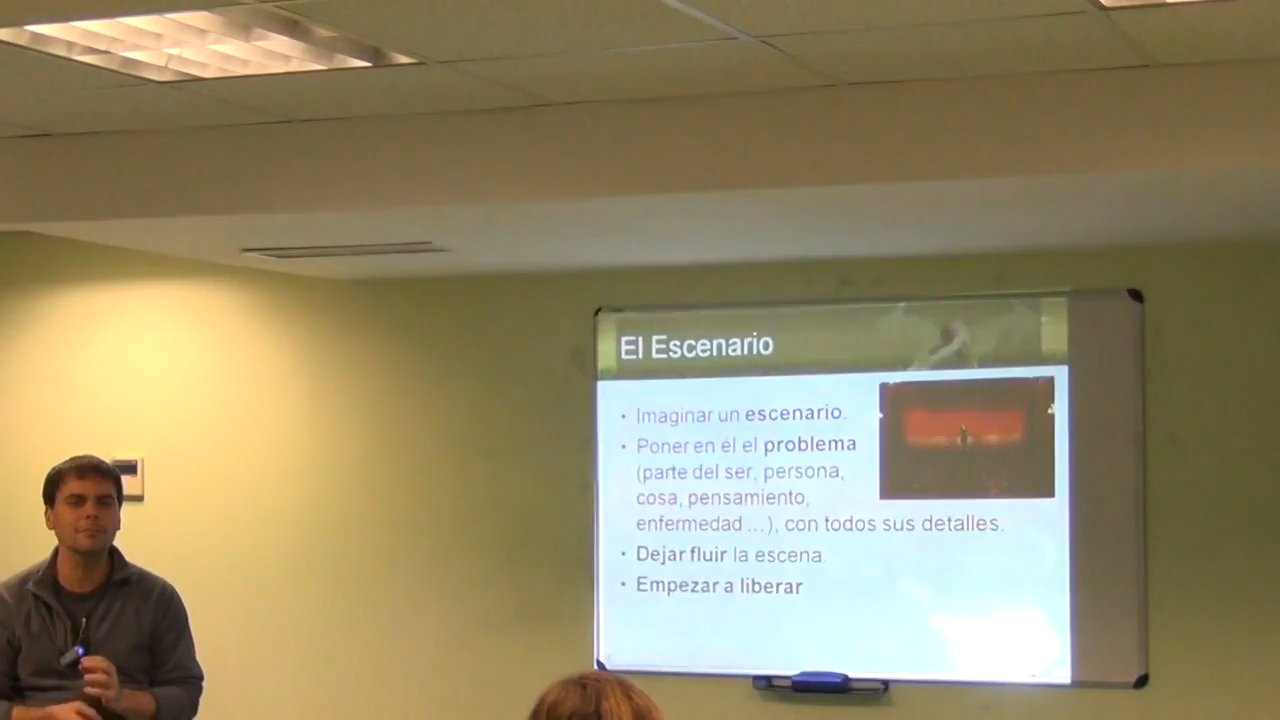 El Escenario
• Imaginar un escenario.
• Poner en él el problema
(parte del ser, persona,
cosa, pensamiento,
enfermedad ...), con todos sus detalles.
• Dejar fluir la escena.
• Empezar a liberar